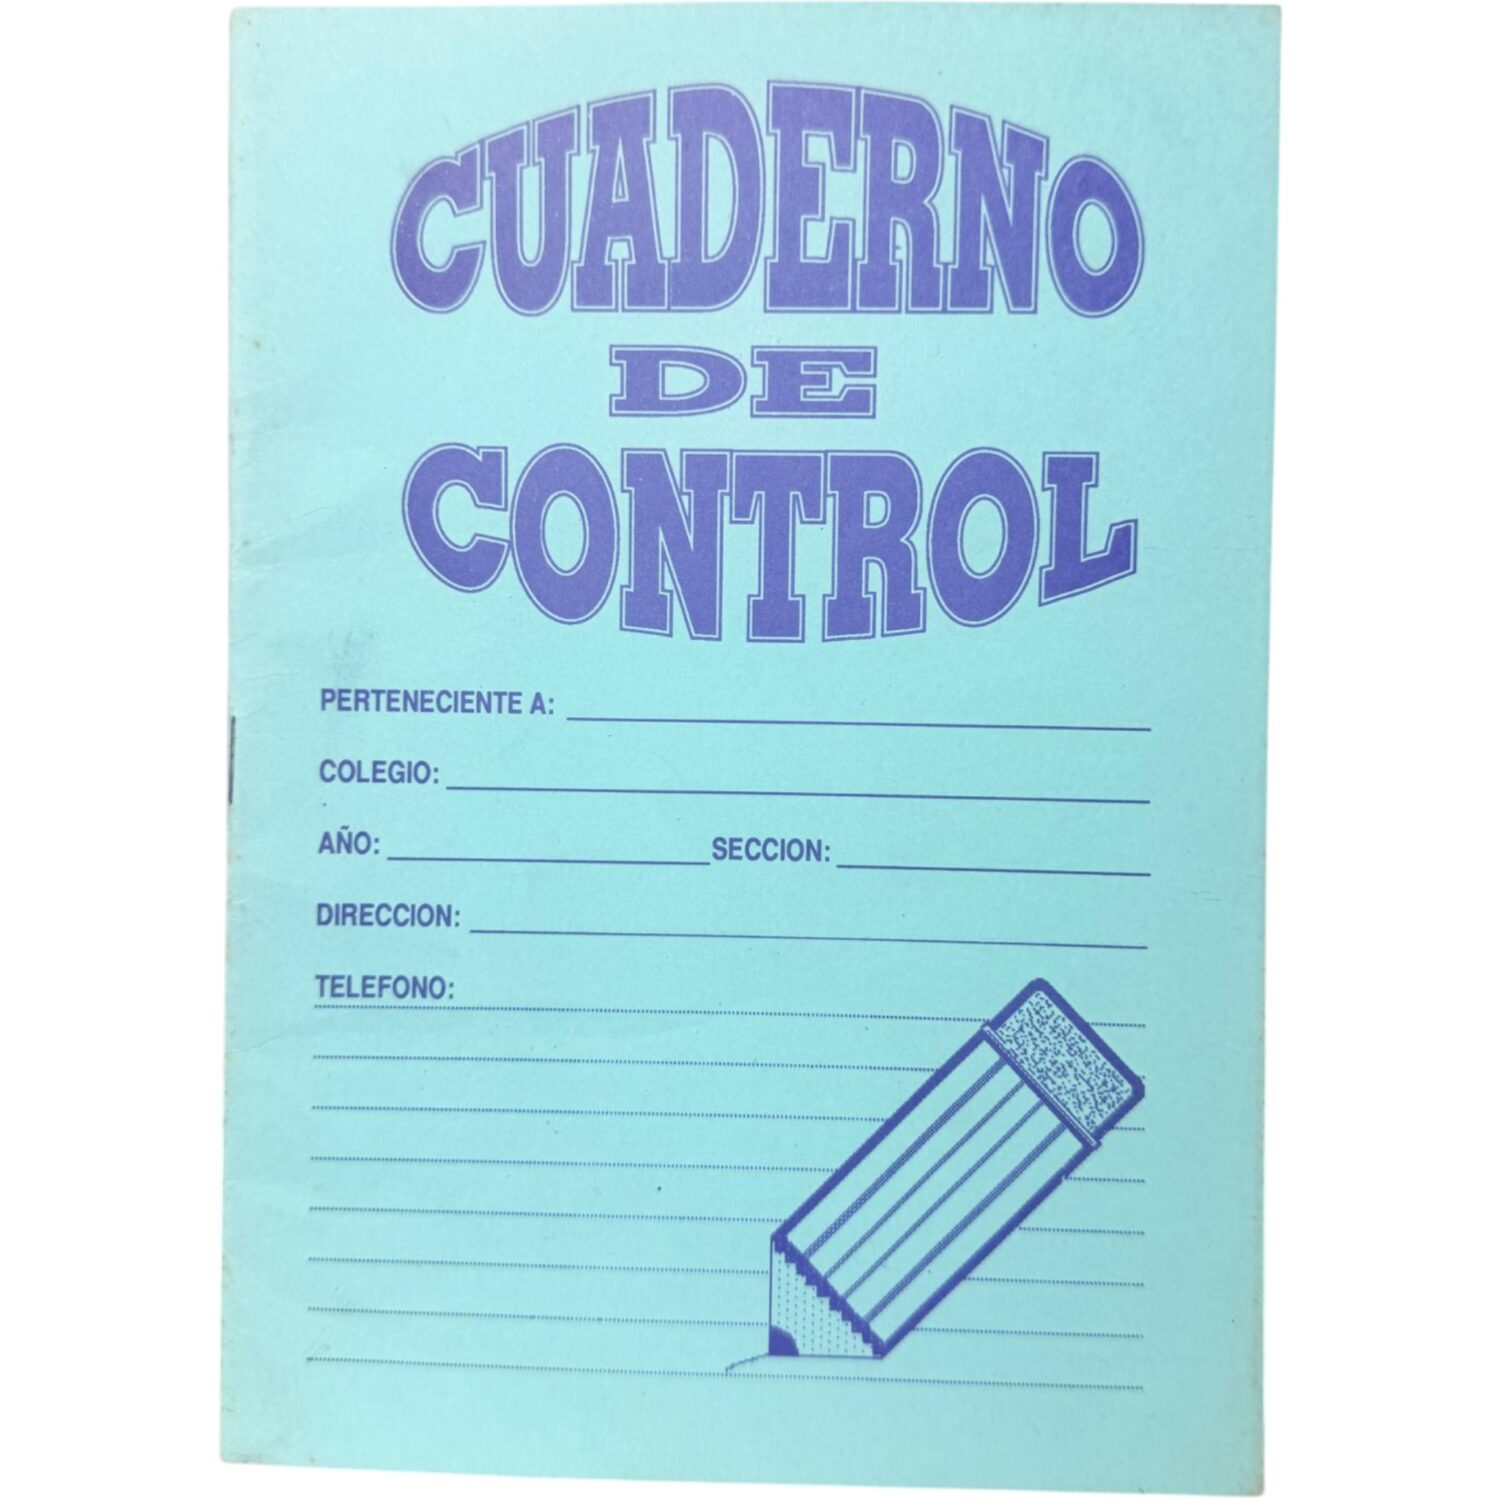 CUADERNO
DE
CONTROL
PERTENECIENTE A:
COLEGIO:
AÑO: SECCION:
DIRECCION:
TELEFONO: